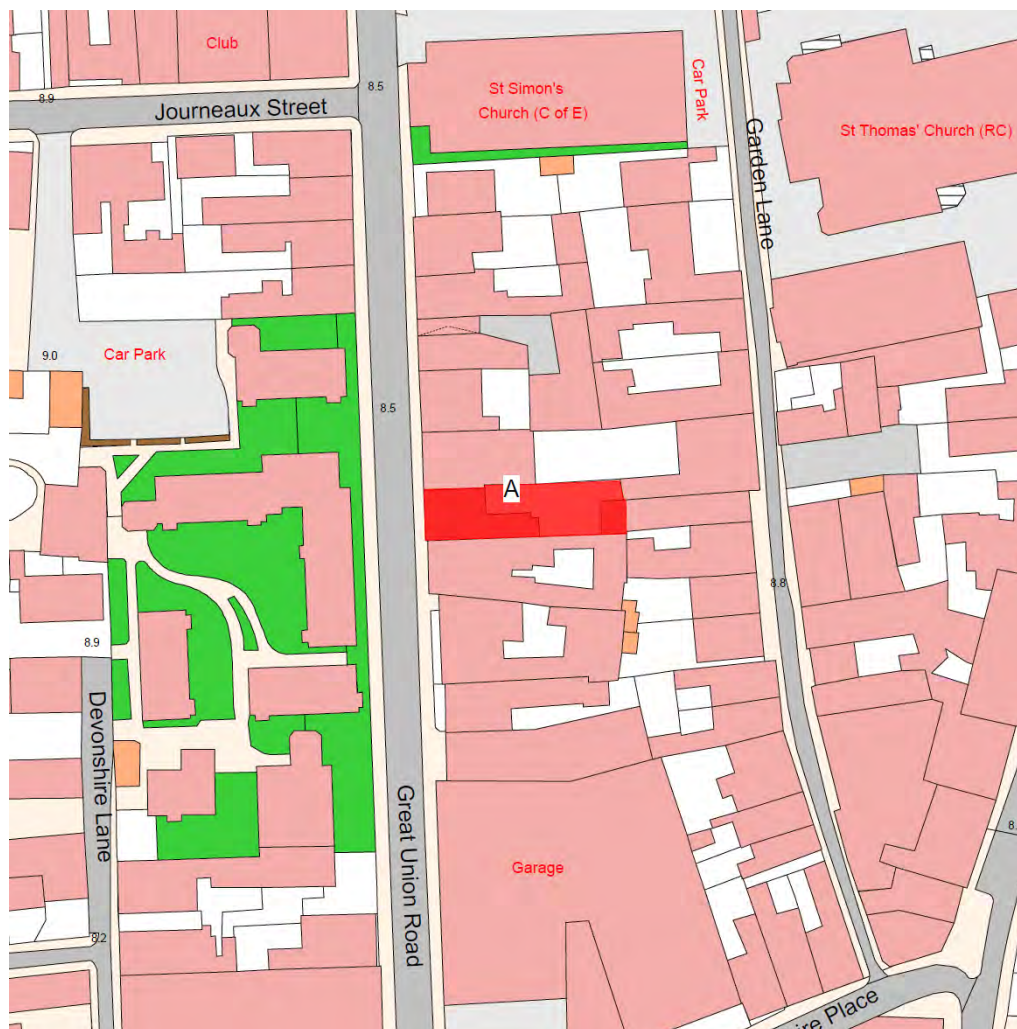 Club
8.9
Journeaux Street
8.5
St Simon's
Church (C of E)
Car Park
Garden Lane
St Thomas' Church (RC)
9.0
Car Park
8.5
A
8.8
8.9
Devonshire Lane
Great Union Road
Garage
8.2
Place